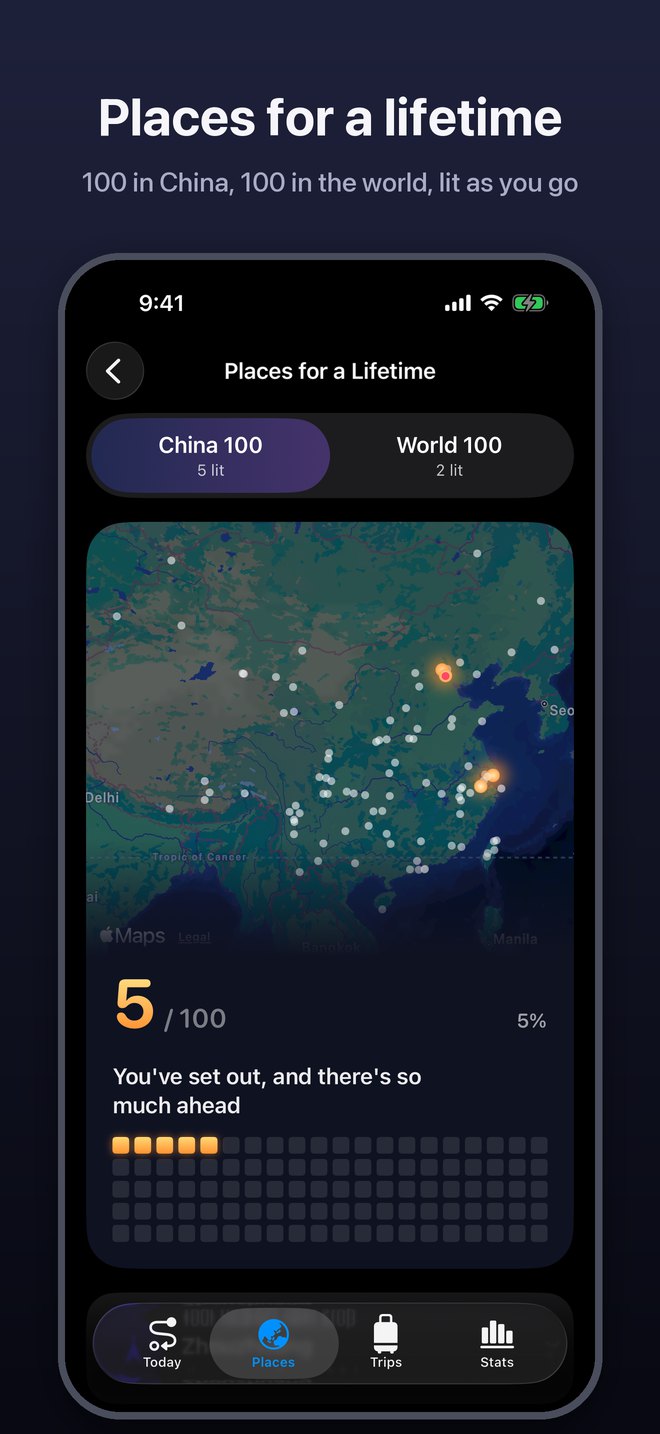 Places for a lifetime
100 in China, 100 in the world, lit as you go
9:41
Places for a Lifetime
China 100
5 lit
World 100
2 lit
Seo
Delhi
Tropic of Cancer
ai
Maps
Legal
Bangkok
Manila
5 / 100
5%
You've set out, and there's so
much ahead
Today
Places
Trips
Stats